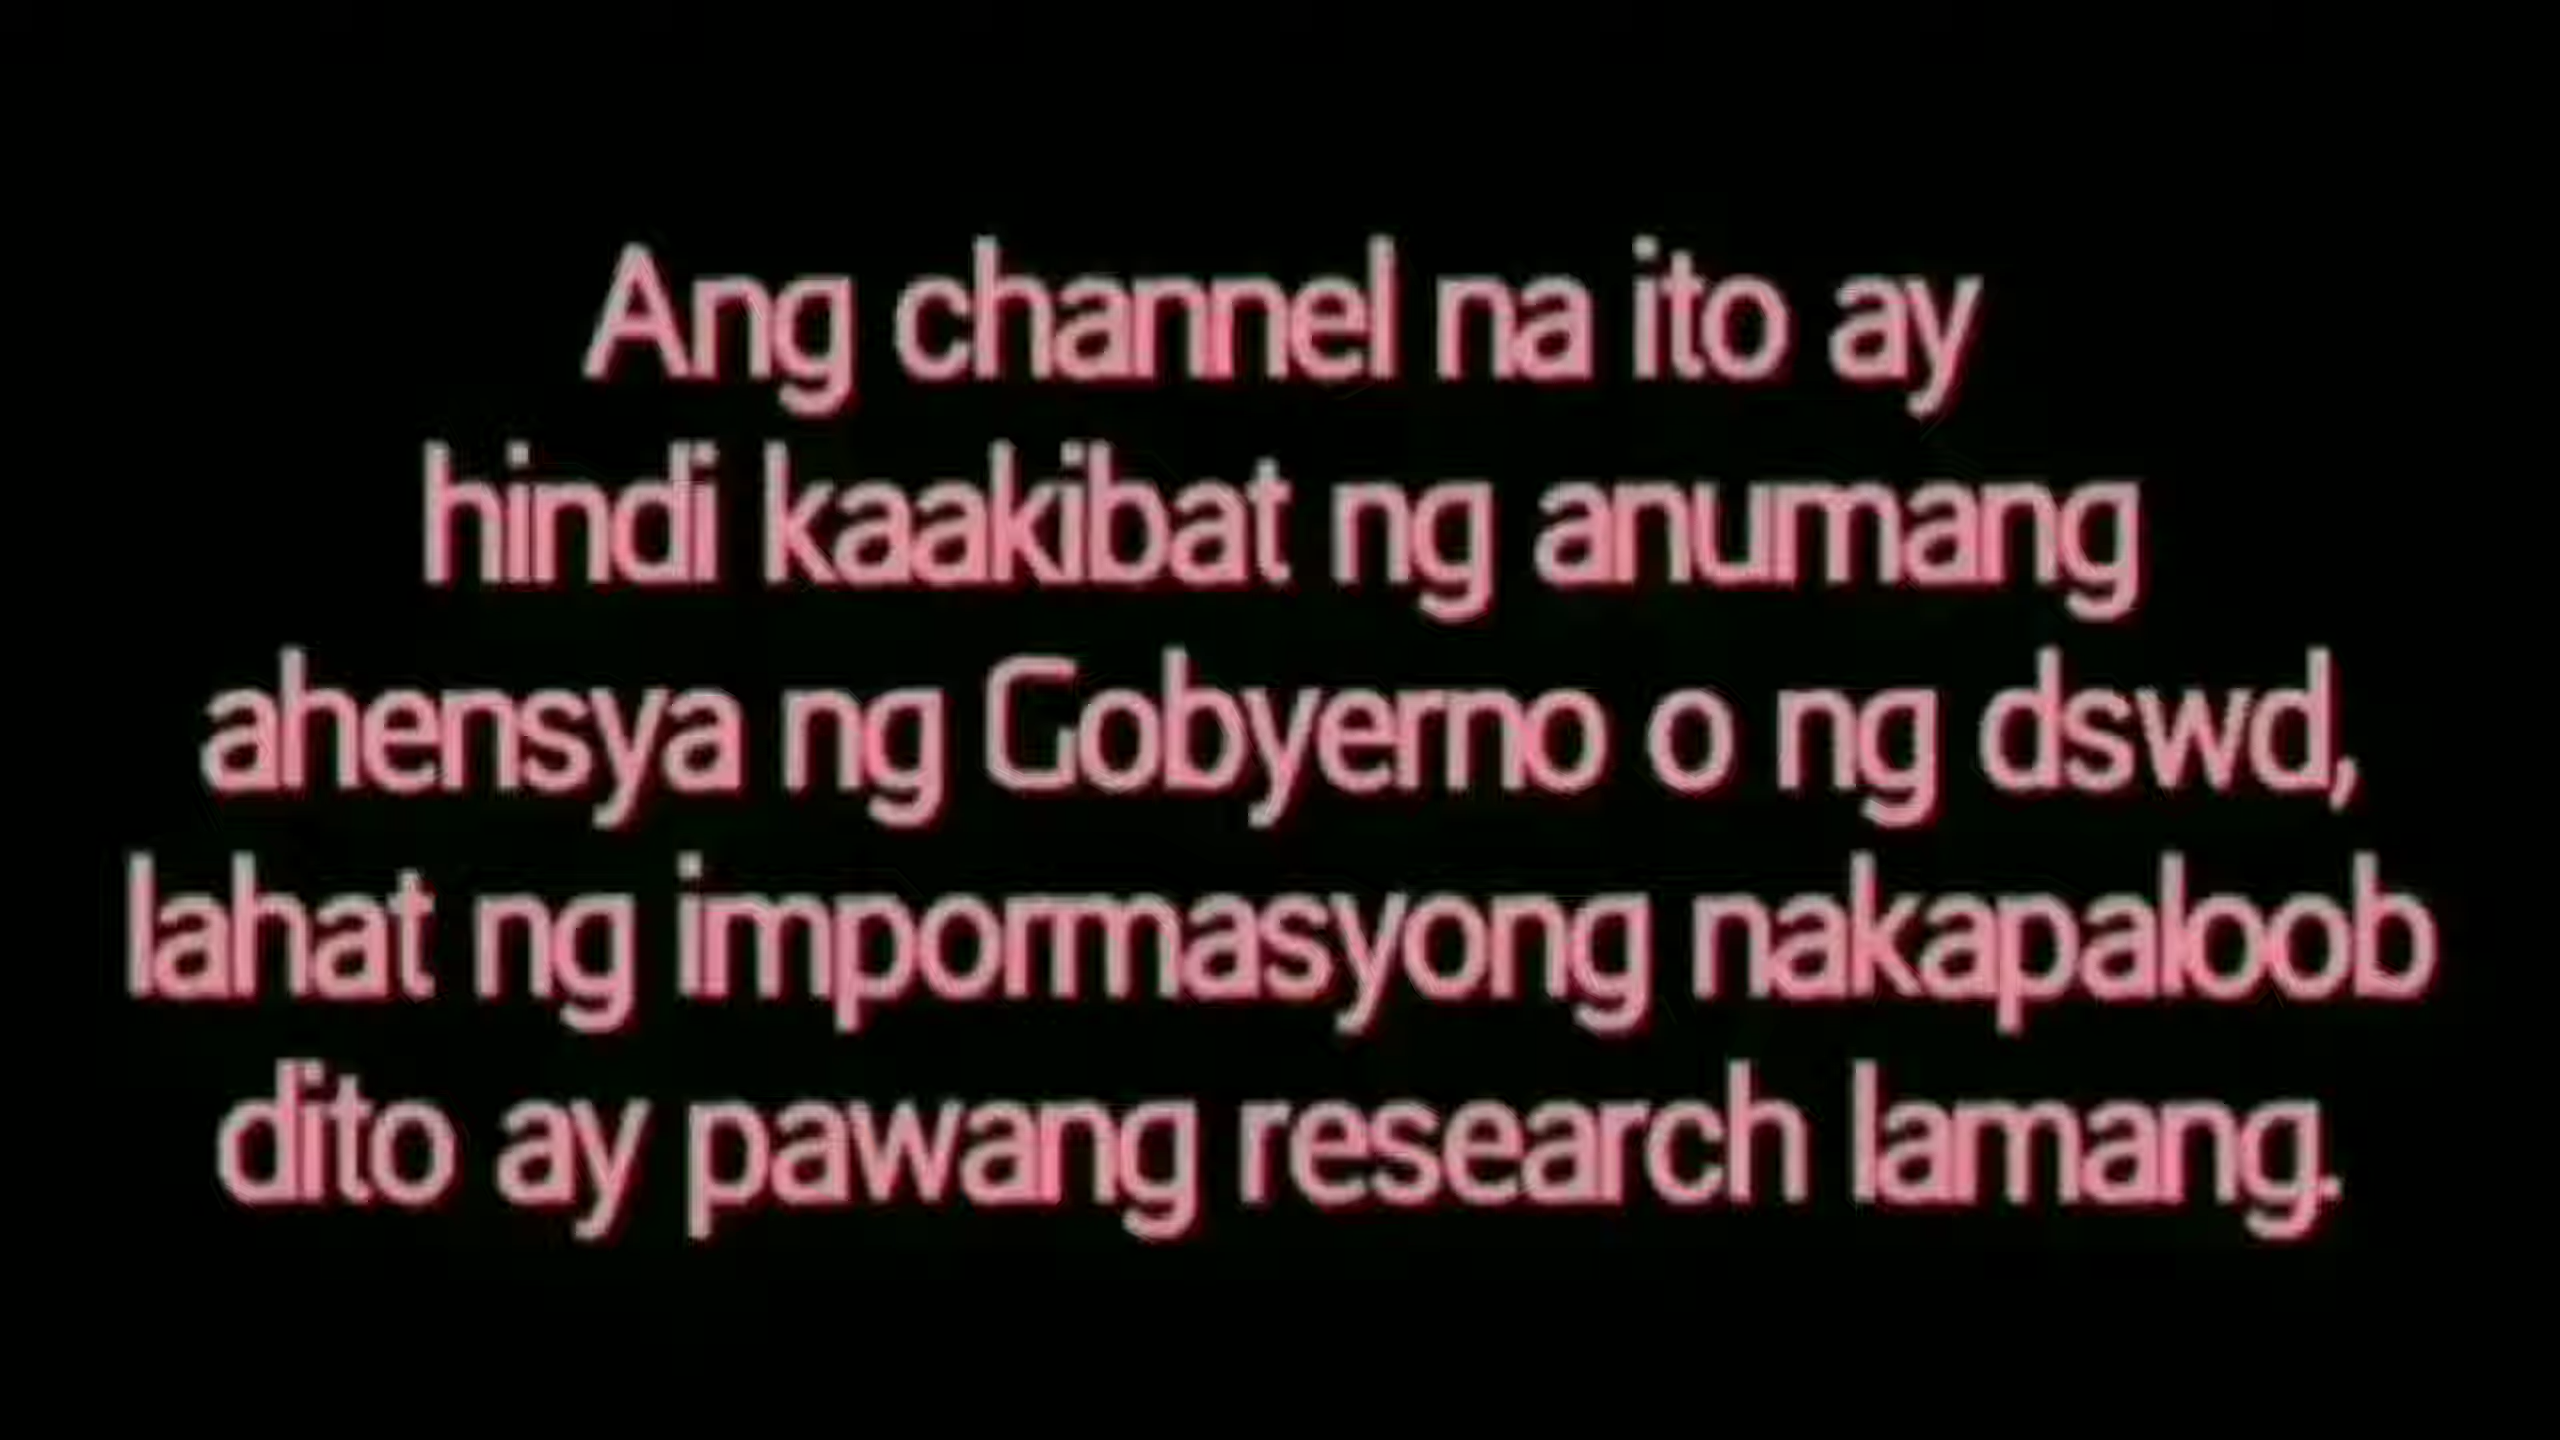 Ang channel na ito ay
hindi kaakibat ng anumang
ahensya ng Gobyerno o ng dswd,
lahat ng impormasyong nakapaloob
dito ay pawang research lamang.